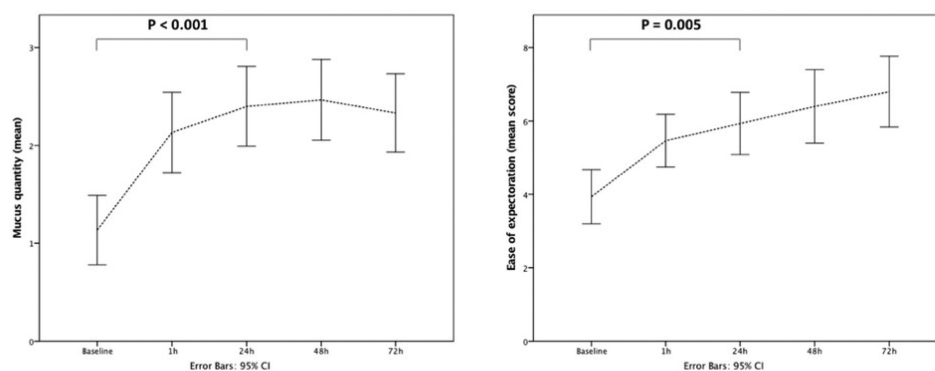 P < 0.001
Mucus quantity (mean)
3
2
1
0
Baseline 1h 24h 48h 72h
Error Bars: 95% CI
P = 0.005
Ease of expectoration (mean score)
8
6
4
2
0
Baseline 1h 24h 48h 72h
Error Bars: 95% CI